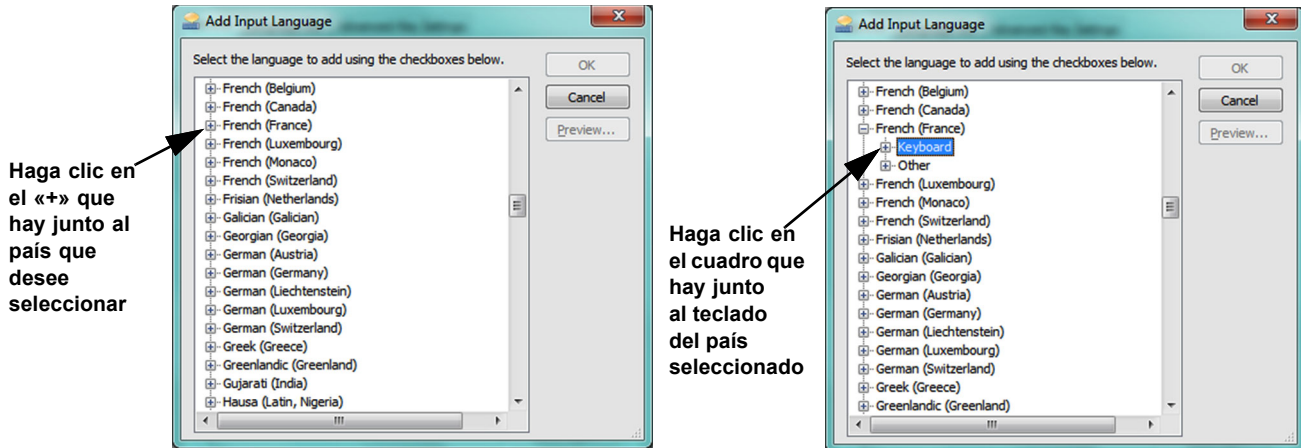 Haga clic en
el «+» que
hay junto al
país que
desee
seleccionar
Add Input Language
Select the language to add using the checkboxes below.
French (Belgium)
French (Canada)
French (France)
French (Luxembourg)
French (Monaco)
French (Switzerland)
Frisian (Netherlands)
Galician (Galician)
Georgian (Georgia)
German (Austria)
German (Germany)
German (Liechtenstein)
German (Luxembourg)
German (Switzerland)
Greek (Greece)
Greenlandic (Greenland)
Gujarati (India)
Hausa (Latin, Nigeria)
OK
Cancel
Preview...
Haga clic en
el cuadro que
hay junto
al teclado
del país
seleccionado
Add Input Language
Select the language to add using the checkboxes below.
French (Belgium)
French (Canada)
French (France)
Keyboard
Other
French (Luxembourg)
French (Monaco)
French (Switzerland)
Frisian (Netherlands)
Galician (Galician)
Georgian (Georgia)
German (Austria)
German (Germany)
German (Liechtenstein)
German (Luxembourg)
German (Switzerland)
Greek (Greece)
Greenlandic (Greenland)
OK
Cancel
Preview...